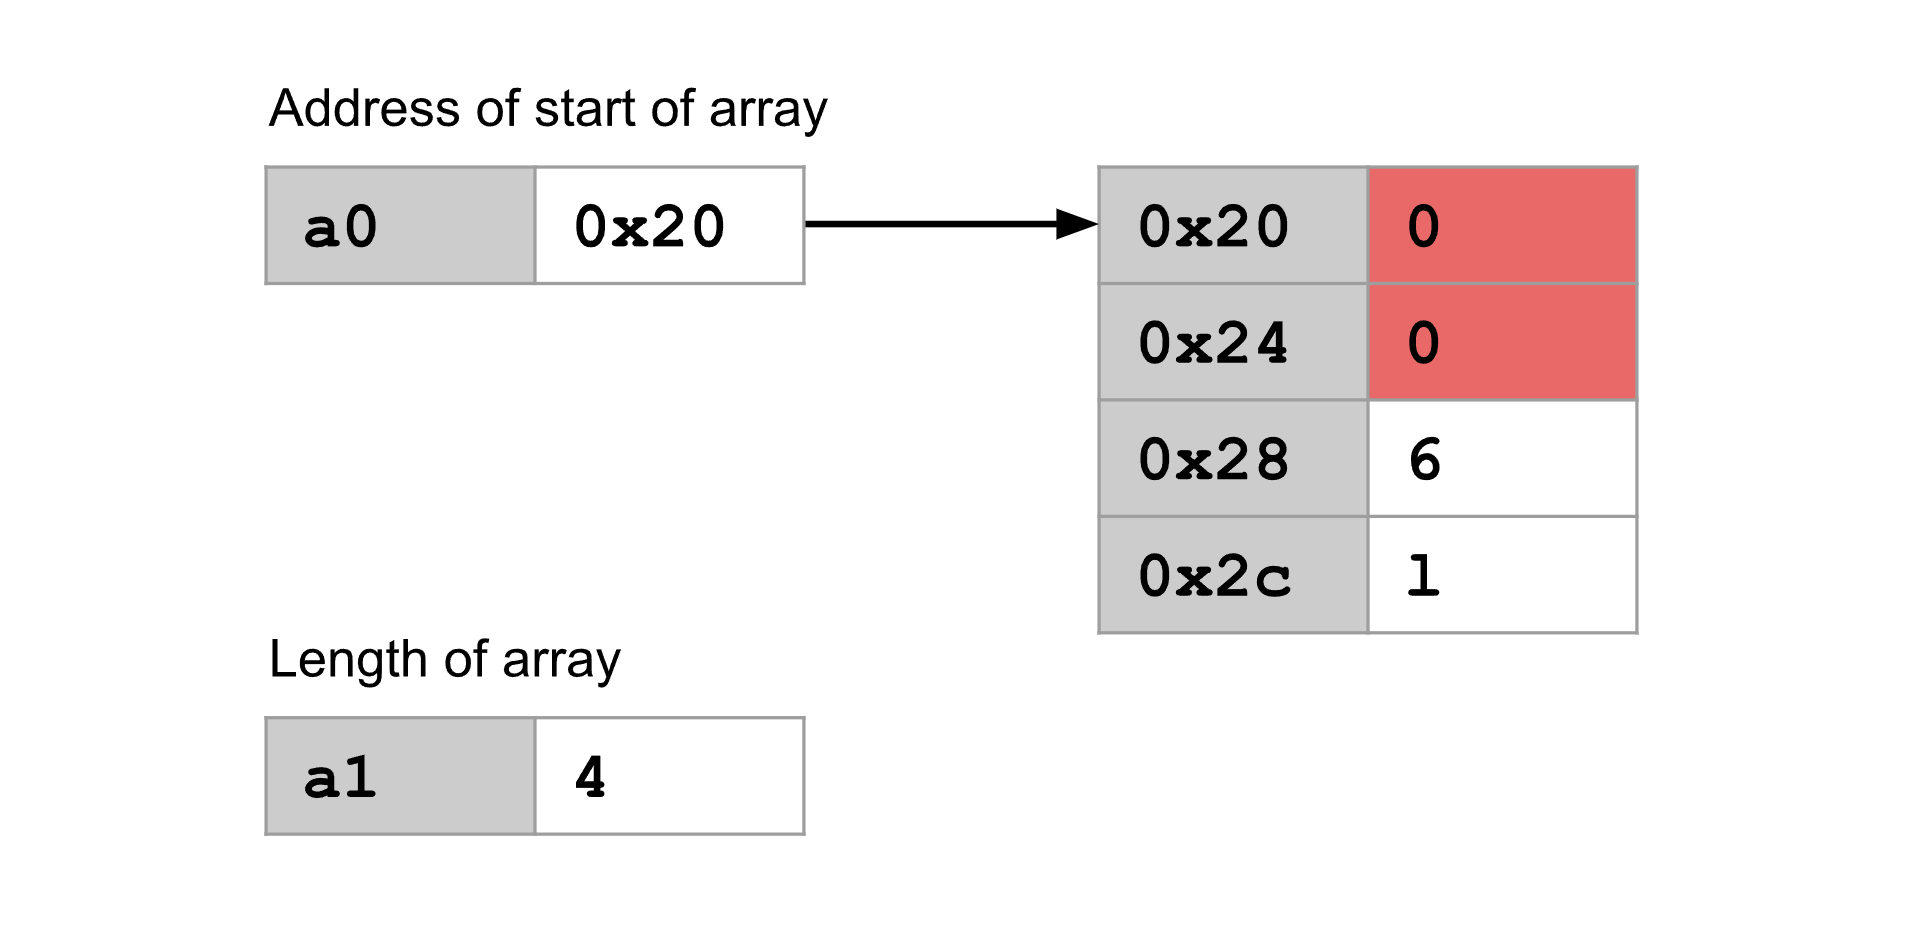 Address of start of array
a0 0x20
0x20 0
0x24 0
0x28 6
0x2c 1
Length of array
a1 4